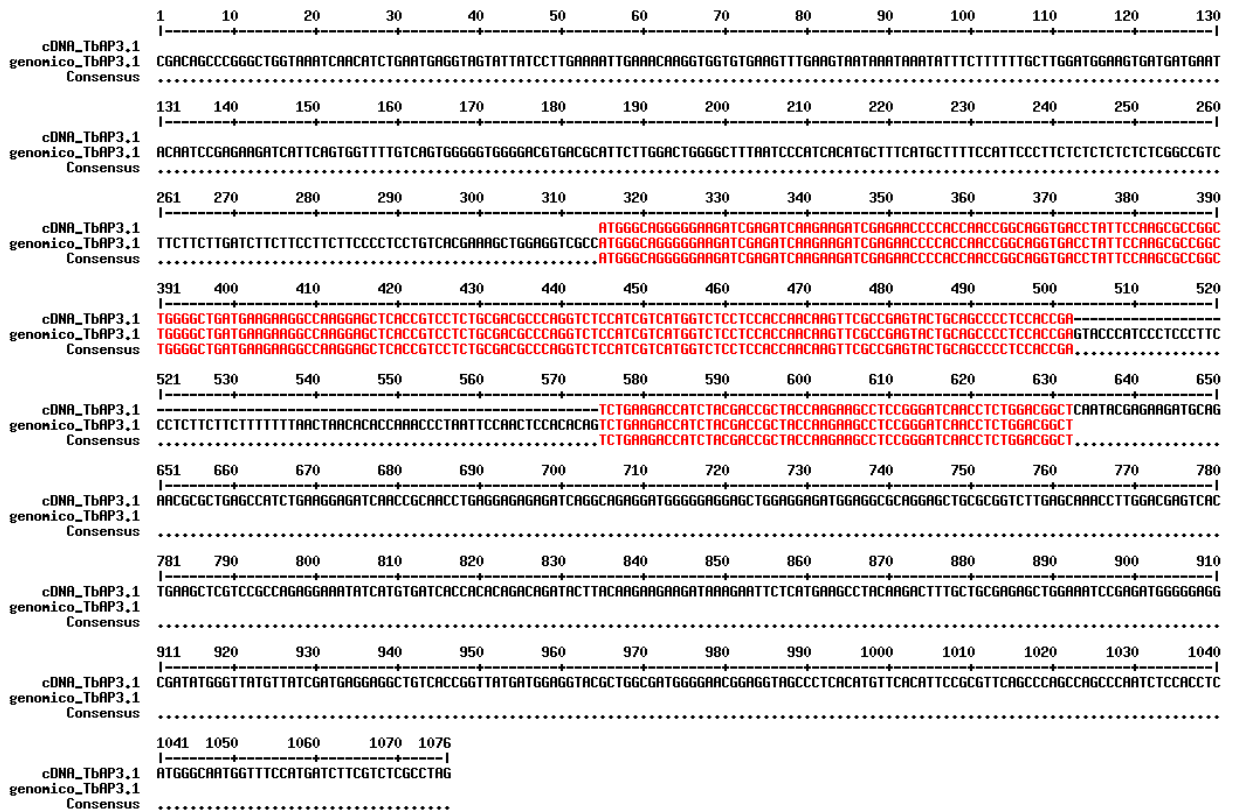 1 10 20 30 40 50 60 70 80 90 100 110 120 130
|--------+---------+---------+---------+---------+---------+---------+---------+---------+---------+---------+---------+---------|
cDNA_TbAP3.1
genomico_TbAP3.1 CGACAGCCCGGGCTGGTAAATCAACATCTGAATGAGGTAGTATTATCCTTGAAAATTGAAACAAGGTGGTGTGAAGTTTGAAGTAATAAATAAATATTTCTTTTTTGCTTGGATGGAAGTGATGATGAAT
Consensus ..................................................................................................................................
131 140 150 160 170 180 190 200 210 220 230 240 250 260
|--------+---------+---------+---------+---------+---------+---------+---------+---------+---------+---------+---------+---------|
cDNA_TbAP3.1
genomico_TbAP3.1 ACAATCCGAGAAGATCATTCAGTGGTTTTGTCAGTGGGGGTGGGGACGTGACGCATTCTTGGACTGGGGCTTTAATCCCATCACATGCTTTCATGCTTTTCCATTCCCTTCTCTCTCTCTCTCGGCCGTC
Consensus ..................................................................................................................................
261 270 280 290 300 310 320 330 340 350 360 370 380 390
|--------+---------+---------+---------+---------+---------+---------+---------+---------+---------+---------+---------+---------|
cDNA_TbAP3.1 ATGGGCAGGGGGAAGATCGAGATCAAGAAGATCGAGAACCCCACCAACCGGCAGGTGACCTATTCCAAGCGCCGGC
genomico_TbAP3.1 TTCTTCTTGATCTTCTTCCTTCTTCCCCTCCTGTCACGAAAGCTGGAGGTCGCCATGGGCAGGGGGAAGATCGAGATCAAGAAGATCGAGAACCCCACCAACCGGCAGGTGACCTATTCCAAGCGCCGGC
Consensus ......................................................ATGGGCAGGGGGAAGATCGAGATCAAGAAGATCGAGAACCCCACCAACCGGCAGGTGACCTATTCCAAGCGCCGGC
391 400 410 420 430 440 450 460 470 480 490 500 510 520
|--------+---------+---------+---------+---------+---------+---------+---------+---------+---------+---------+---------+---------|
cDNA_TbAP3.1 TGGGGCTGATGAAGAAGGCCAAGGAGCTCACCGTCCTCTGCGACGCCCAGGTCTCCATCGTCATGGTCTCCTCCACCAACAAGTTCGCCGAGTACTGCAGCCCCTCCACCGA------------------
genomico_TbAP3.1 TGGGGCTGATGAAGAAGGCCAAGGAGCTCACCGTCCTCTGCGACGCCCAGGTCTCCATCGTCATGGTCTCCTCCACCAACAAGTTCGCCGAGTACTGCAGCCCCTCCACCGAGTACCCATCCCTCCCTTC
Consensus TGGGGCTGATGAAGAAGGCCAAGGAGCTCACCGTCCTCTGCGACGCCCAGGTCTCCATCGTCATGGTCTCCTCCACCAACAAGTTCGCCGAGTACTGCAGCCCCTCCACCGA..................
521 530 540 550 560 570 580 590 600 610 620 630 640 650
|--------+---------+---------+---------+---------+---------+---------+---------+---------+---------+---------+---------+---------|
cDNA_TbAP3.1 ------------------------------------------------------TCTGAAGACCATCTACGACCGCTACCAAGAAGCCTCCGGGATCAACCTCTGGACGGCTCAATACGAGAAGATGCAG
genomico_TbAP3.1 CCTCTTCTTCTTTTTTTAACTAACACACCAAACCCTAATTCCAACTCCACACAGTCTGAAGACCATCTACGACCGCTACCAAGAAGCCTCCGGGATCAACCTCTGGACGGCT
Consensus ......................................................TCTGAAGACCATCTACGACCGCTACCAAGAAGCCTCCGGGATCAACCTCTGGACGGCT..................
651 660 670 680 690 700 710 720 730 740 750 760 770 780
|--------+---------+---------+---------+---------+---------+---------+---------+---------+---------+---------+---------+---------|
cDNA_TbAP3.1 AACGCGCTGAGCCATCTGAAGGAGATCAACCGCAACCTGAGGAGAGAGATCAGGCAGAGGATGGGGGAGGAGCTGGAGGAGATGGAGGCGCAGGAGCTGCGCGGTCTTGAGCAAACCTTGGACGAGTCAC
genomico_TbAP3.1
Consensus ..................................................................................................................................
781 790 800 810 820 830 840 850 860 870 880 890 900 910
|--------+---------+---------+---------+---------+---------+---------+---------+---------+---------+---------+---------+---------|
cDNA_TbAP3.1 TGAAGCTCGTCCGCCAGAGGAAATATCATGTGATCACCACACAGACAGATACTTACAAGAAGAAGATAAAGAATTCTCATGAAGCCTACAAGACTTTGCTGCGAGAGCTGGAAATCCGAGATGGGGGAGG
genomico_TbAP3.1
Consensus ..................................................................................................................................
911 920 930 940 950 960 970 980 990 1000 1010 1020 1030 1040
|--------+---------+---------+---------+---------+---------+---------+---------+---------+---------+---------+---------+---------|
cDNA_TbAP3.1 CGATATGGGTTATGTTATCGATGAGGAGGCTGTCACCGGTTATGATGGAGGTACGCTGGCGATGGGGAACGGAGGTAGCCCTCACATGTTCACATTCCGCGTTCAGCCCAGCCAGCCCAATCTCCACCTC
genomico_TbAP3.1
Consensus ..................................................................................................................................
1041 1050 1060 1070 1076
|--------+---------+---------+-----|
cDNA_TbAP3.1 ATGGGCAATGGTTTCCATGATCTTCGTCTCGCCTAG
genomico_TbAP3.1
Consensus ....................................